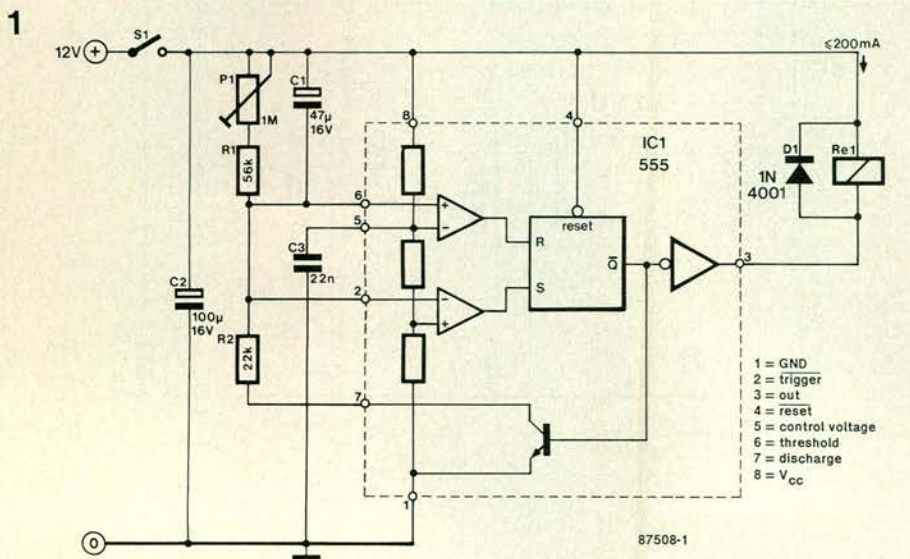 1
12V
S1
≤200mA
P1
1M
C1
47µ
16V
R1
56k
8
4
IC1
555
D1
1N
4001
Re1
6
5
reset
R
S
Q̅
3
C3
22n
2
C2
100µ
16V
R2
22k
7
1
1 = GND
2 = t̅r̅i̅g̅g̅e̅r̅
3 = out
4 = r̅e̅s̅e̅t̅
5 = control voltage
6 = threshold
7 = discharge
8 = VCC
0
87508-1